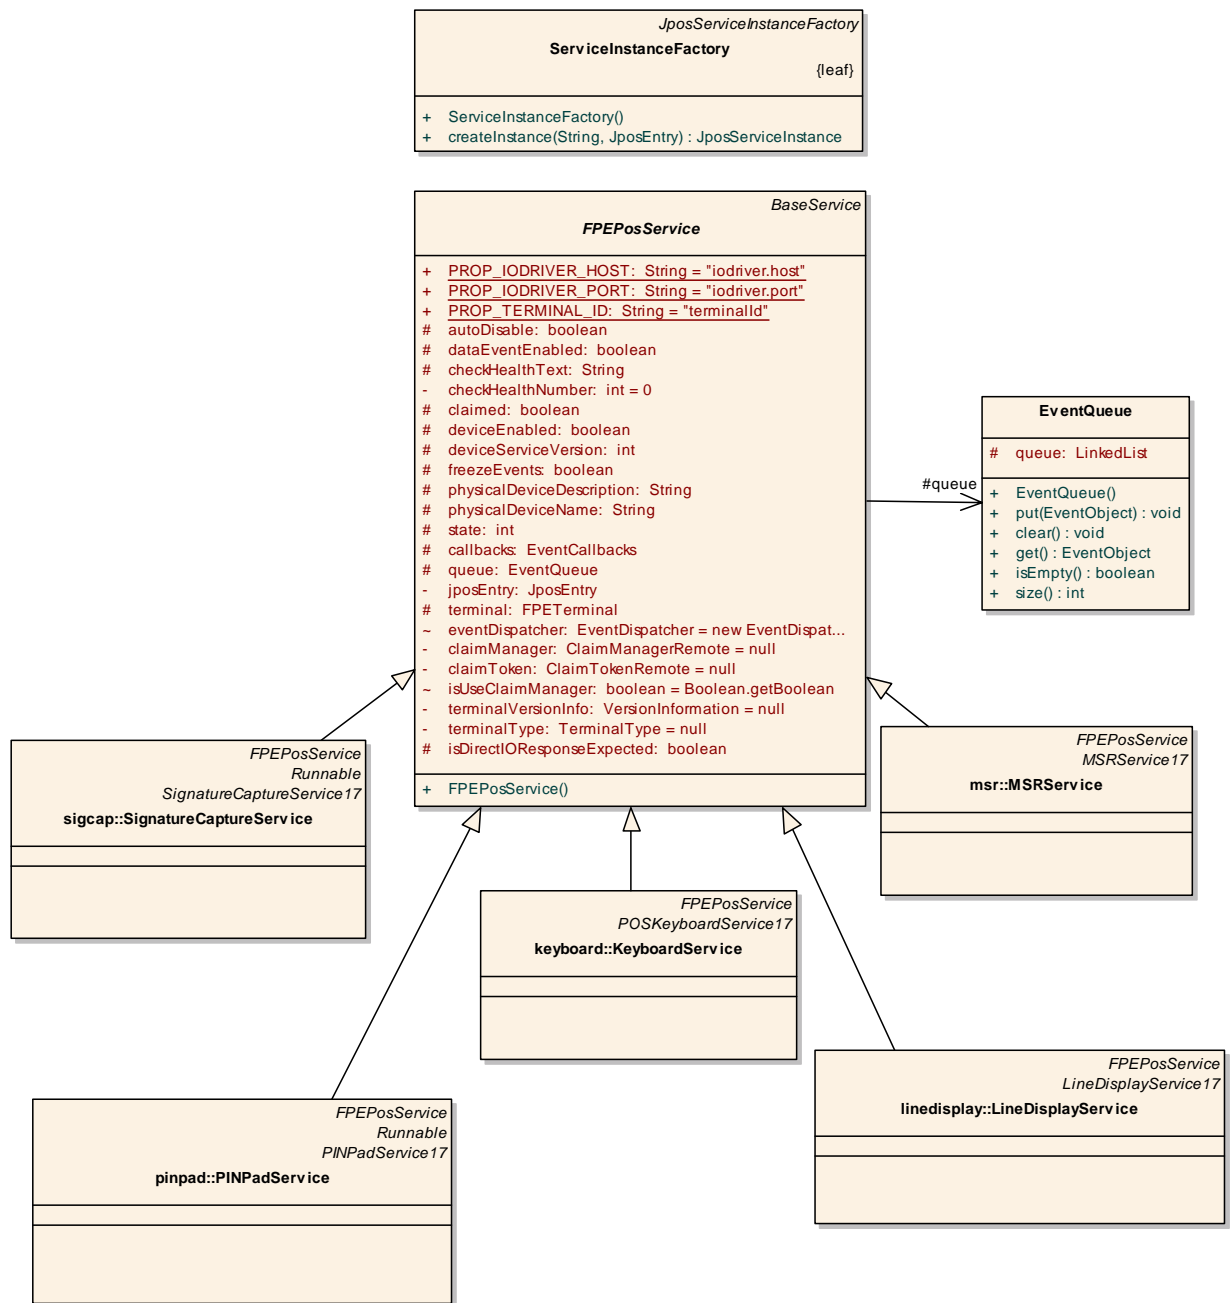 JposServiceInstanceFactory
ServiceInstanceFactory
{leaf}
+ ServiceInstanceFactory()
+ createInstance(String, JposEntry) : JposServiceInstance
BaseService
FPEPosService
+ PROP_IODRIVER_HOST: String = "iodriver.host"
+ PROP_IODRIVER_PORT: String = "iodriver.port"
+ PROP_TERMINAL_ID: String = "terminalId"
# autoDisable: boolean
# dataEventEnabled: boolean
# checkHealthText: String
- checkHealthNumber: int = 0
# claimed: boolean
# deviceEnabled: boolean
# deviceServiceVersion: int
# freezeEvents: boolean
# physicalDeviceDescription: String
# physicalDeviceName: String
# state: int
# callbacks: EventCallbacks
# queue: EventQueue
- jposEntry: JposEntry
# terminal: FPETerminal
~ eventDispatcher: EventDispatcher = new EventDispat...
- claimManager: ClaimManagerRemote = null
- claimToken: ClaimTokenRemote = null
~ isUseClaimManager: boolean = Boolean.getBoolean
- terminalVersionInfo: VersionInformation = null
- terminalType: TerminalType = null
# isDirectIOResponseExpected: boolean
+ FPEPosService()
#queue
EventQueue
# queue: LinkedList
+ EventQueue()
+ put(EventObject) : void
+ clear() : void
+ get() : EventObject
+ isEmpty() : boolean
+ size() : int
FPEPosService
Runnable
SignatureCaptureService17
sigcap::SignatureCaptureService
FPEPosService
MSRService17
msr::MSRService
FPEPosService
POSKeyboardService17
keyboard::KeyboardService
FPEPosService
LineDisplayService17
linedisplay::LineDisplayService
FPEPosService
Runnable
PINPadService17
pinpad::PINPadService